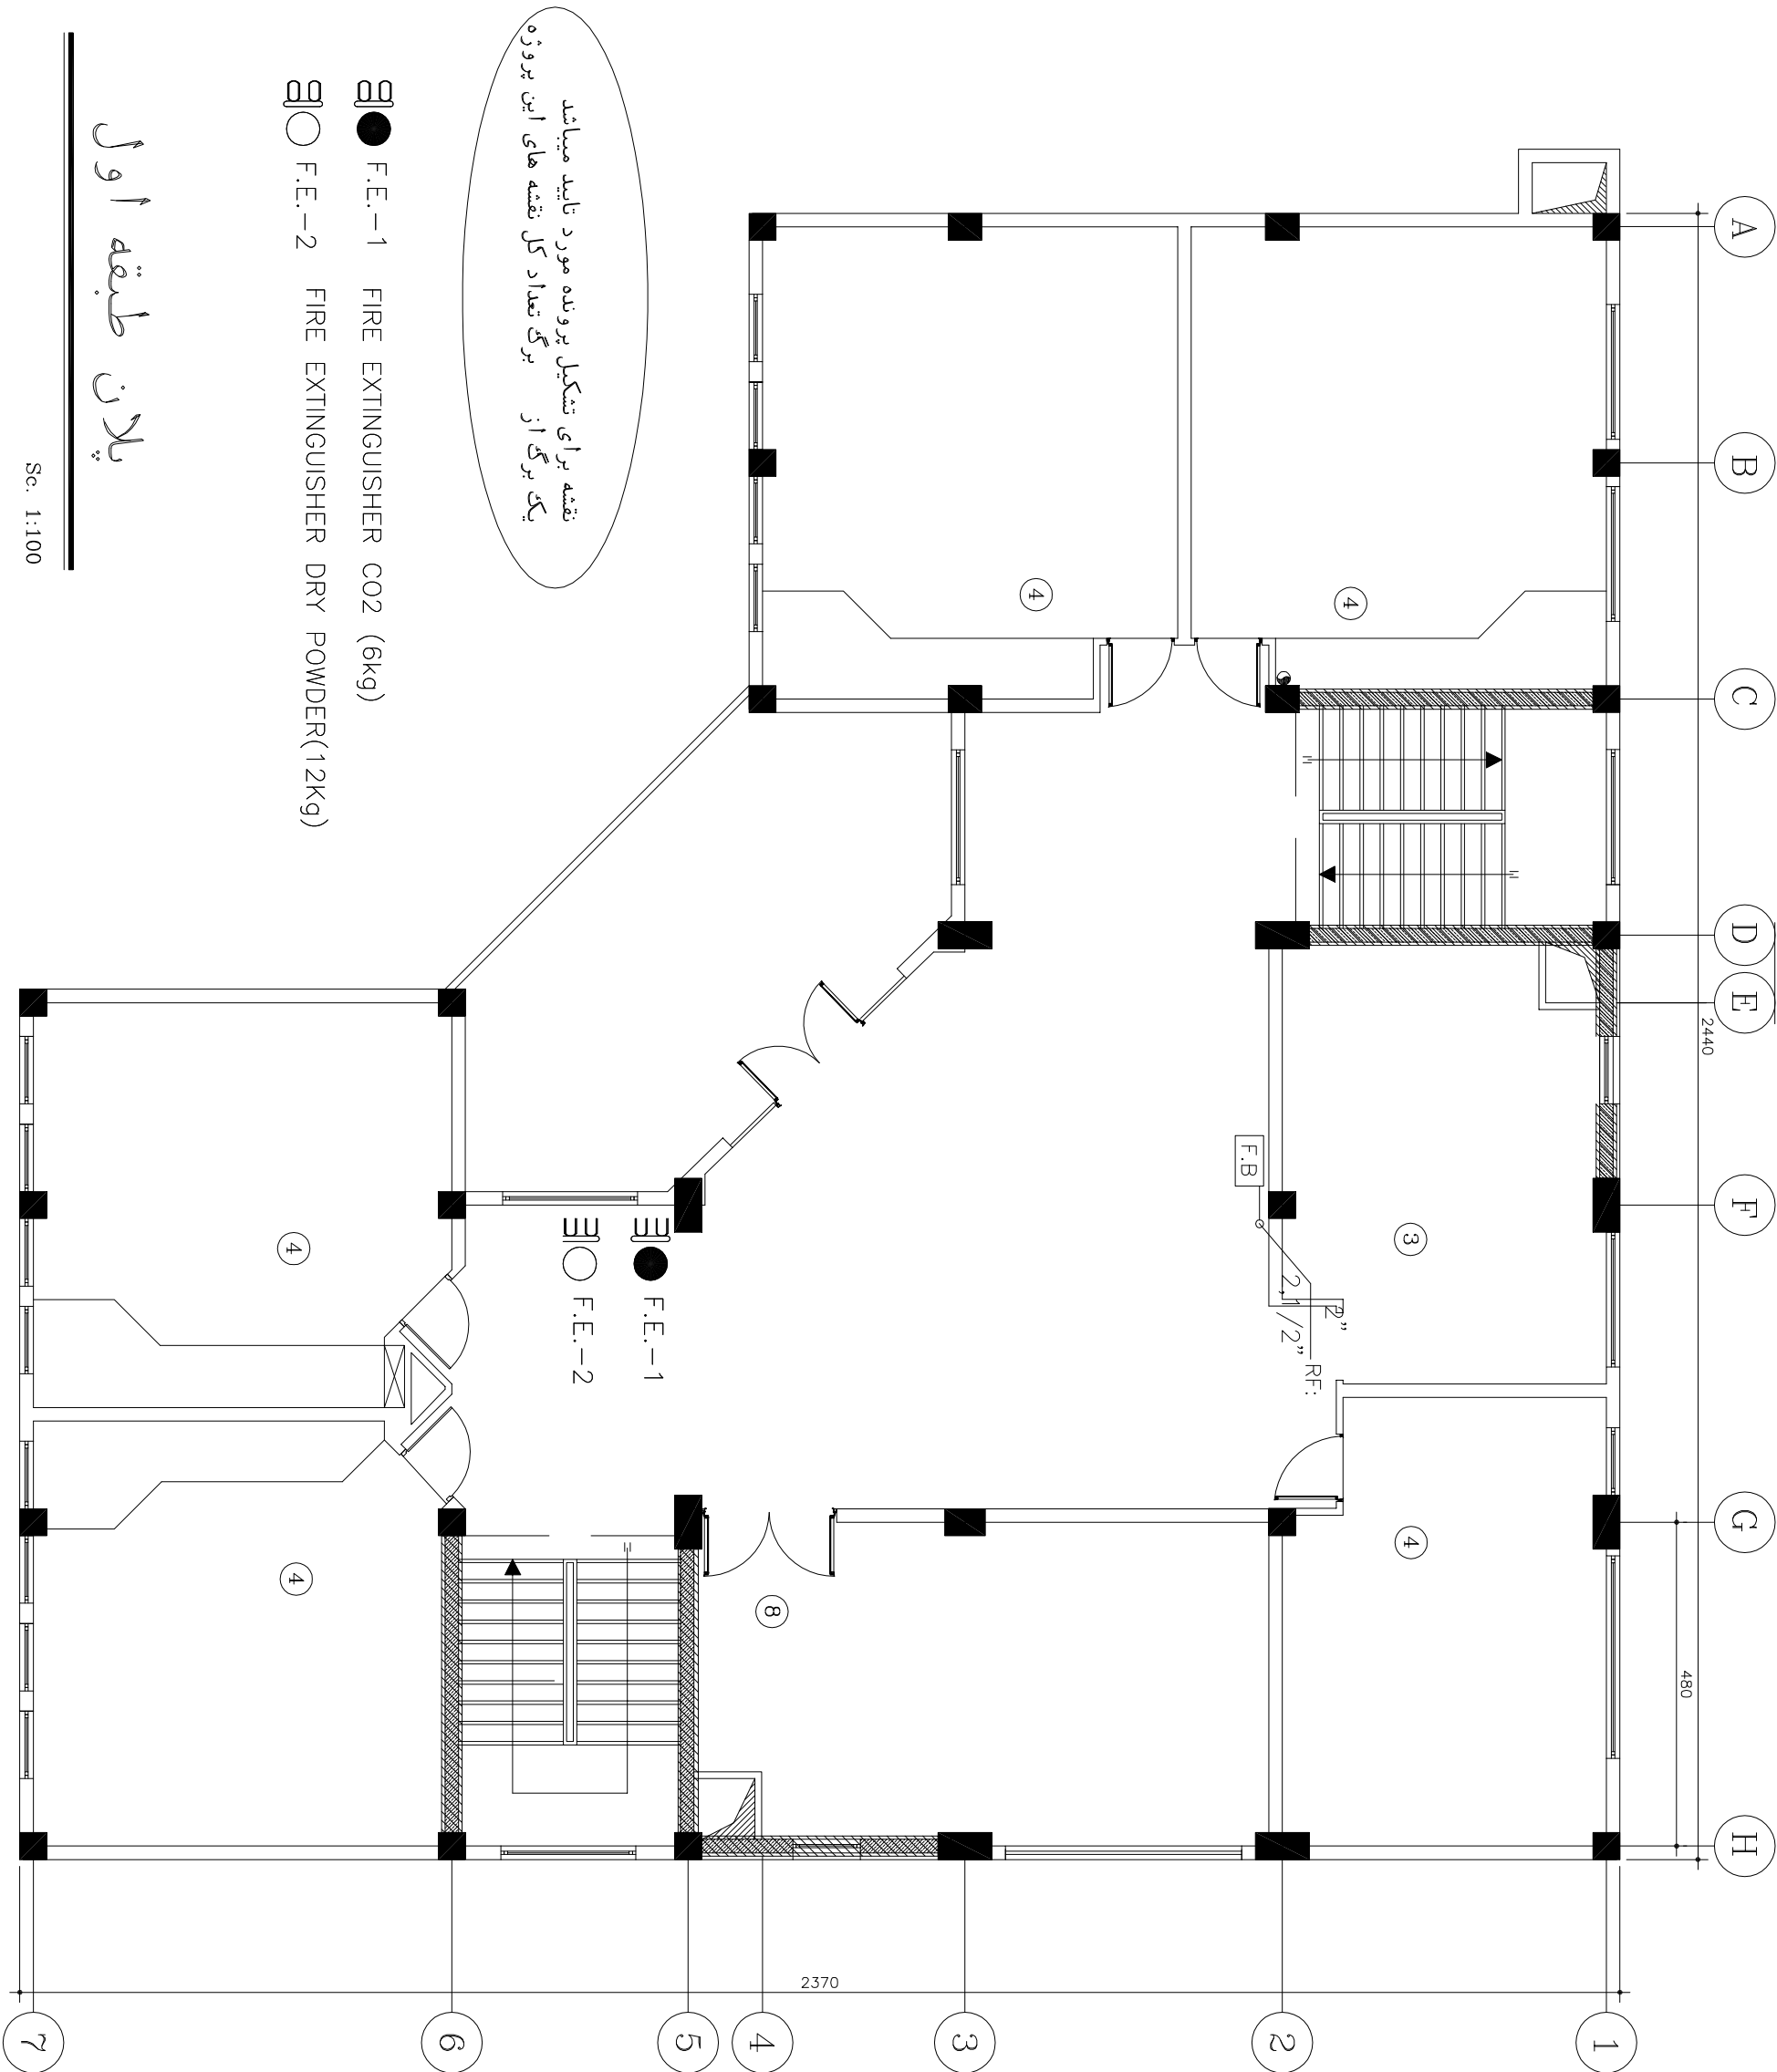 A
B
C
D
E
F
G
H
2440
480
2370
1
2
3
4
5
6
7
4
4
3
4
8
4
4
F.B
2"
2,1/2"
RF:
F.E.-1
F.E.-2
نقشه برای تشکیل پرونده مورد تایید میباشد
یک برگ از برگ تعداد کل نقشه های این پروژه
F.E.-1 FIRE EXTINGUISHER CO2 (6kg)
F.E.-2 FIRE EXTINGUISHER DRY POWDER(12Kg)
پلان طبقه اول
Sc. 1:100